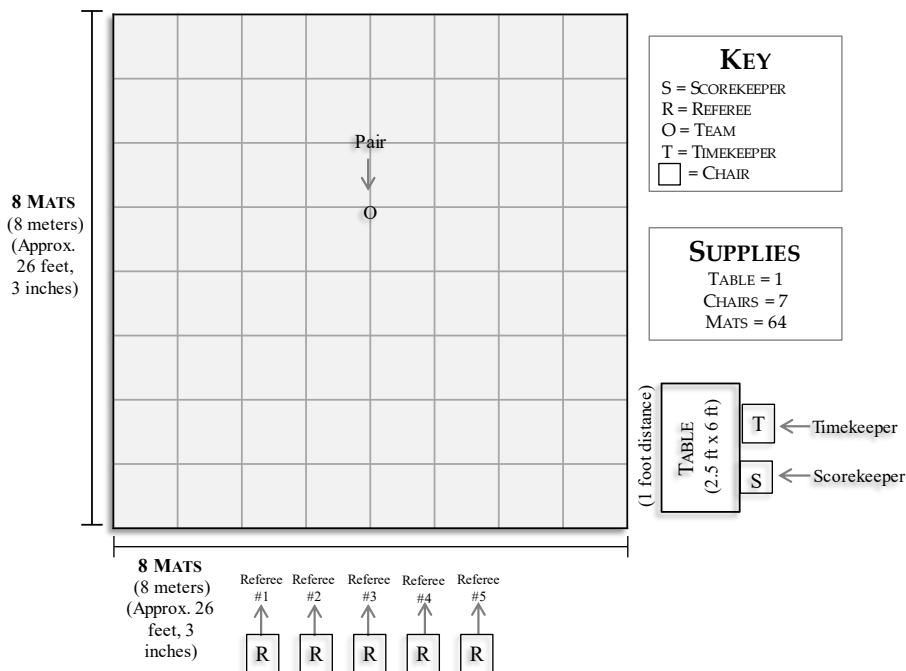 Pair
O
8 MATS
(8 meters)
(Approx.
26 feet,
3 inches)
KEY
S = SCOREKEEPER
R = REFEREE
O = TEAM
T = TIMEKEEPER
= CHAIR
SUPPLIES
TABLE = 1
CHAIRS = 7
MATS = 64
(1 foot distance)
TABLE
(2.5 ft x 6 ft)
T
Timekeeper
S
Scorekeeper
8 MATS
(8 meters)
(Approx. 26
feet, 3
inches)
Referee
#1
Referee
#2
Referee
#3
Referee
#4
Referee
#5
R
R
R
R
R